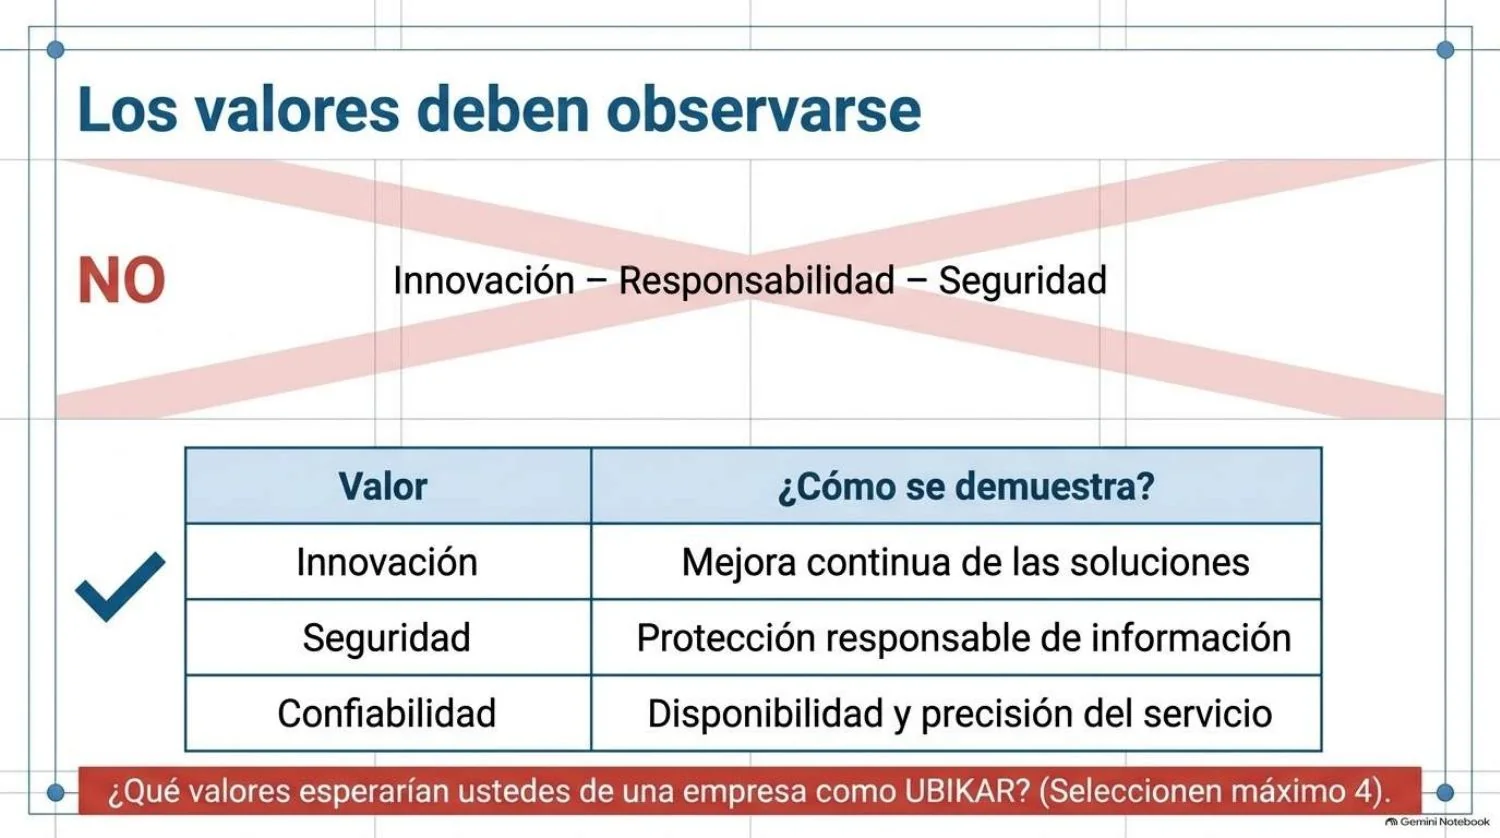 Los valores deben observarse
NO
Innovación – Responsabilidad – Seguridad
Valor
¿Cómo se demuestra?
Innovación
Mejora continua de las soluciones
Seguridad
Protección responsable de información
Confiabilidad
Disponibilidad y precisión del servicio
¿Qué valores esperarían ustedes de una empresa como UBIKAR? (Seleccionen máximo 4).
Gemini Notebook